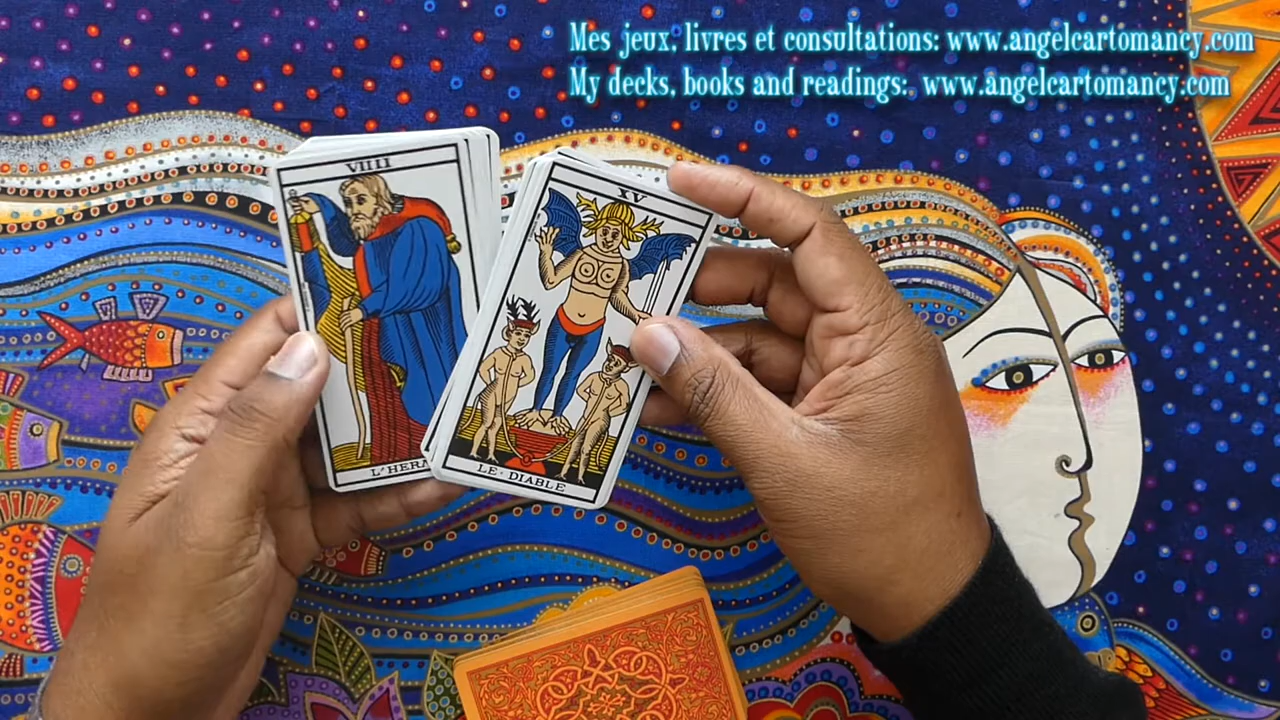 Mes jeux, livres et consultations: www.angelcartomancy.com
My decks, books and readings: www.angelcartomancy.com
VIIII
XV
L'HER
LE·DIABLE